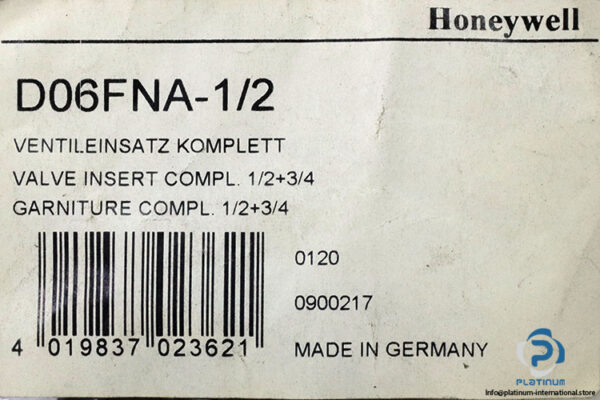 Honeywell
D06FNA-1/2
VENTILEINSATZ KOMPLETT
VALVE INSERT COMPL. 1/2+3/4
GARNITURE COMPL. 1/2+3/4
0120
0900217
4 019837 023621
MADE IN GERMANY
PLATINUM
Info@platinum-international.store